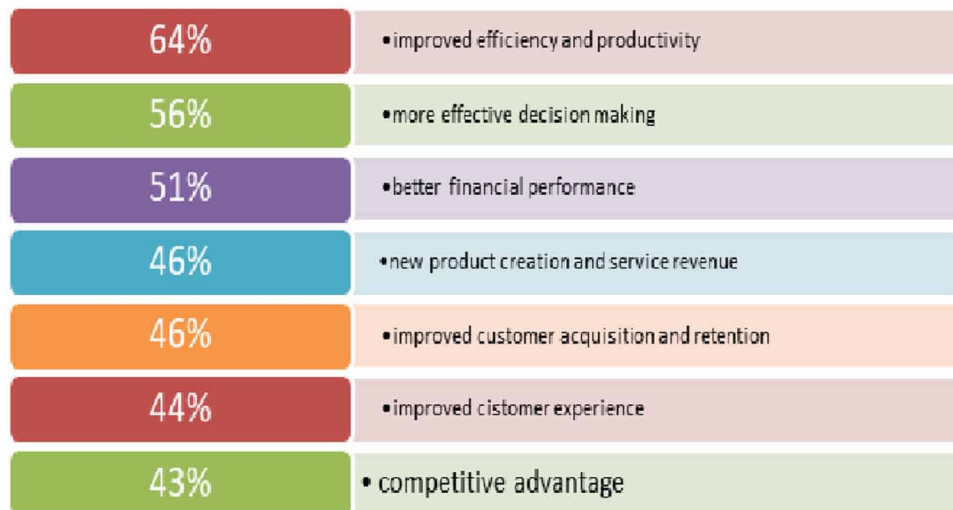 64% •improved efficiency and productivity
56% •more effective decision making
51% •better financial performance
46% •new product creation and service revenue
46% •improved customer acquisition and retention
44% •improved cistomer experience
43% • competitive advantage